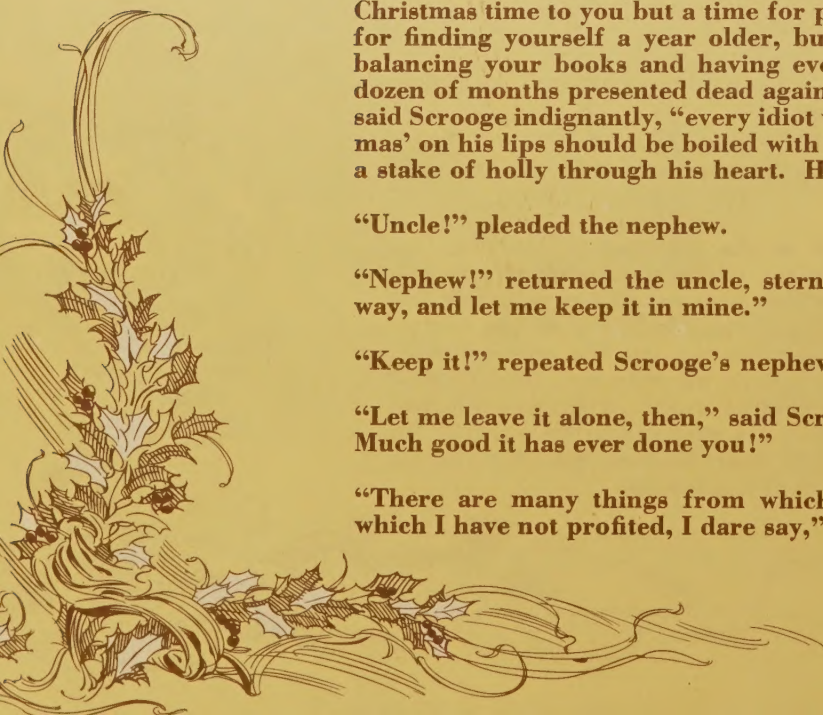 Christmas time to you but a time for p
for finding yourself a year older, bu
balancing your books and having eve
dozen of months presented dead again
said Scrooge indignantly, “every idiot
mas’ on his lips should be boiled with
a stake of holly through his heart. H
“Uncle!” pleaded the nephew.
“Nephew!” returned the uncle, stern
way, and let me keep it in mine.”
“Keep it!” repeated Scrooge’s nephew
“Let me leave it alone, then,” said Scr
Much good it has ever done you!”
“There are many things from which
which I have not profited, I dare say,”